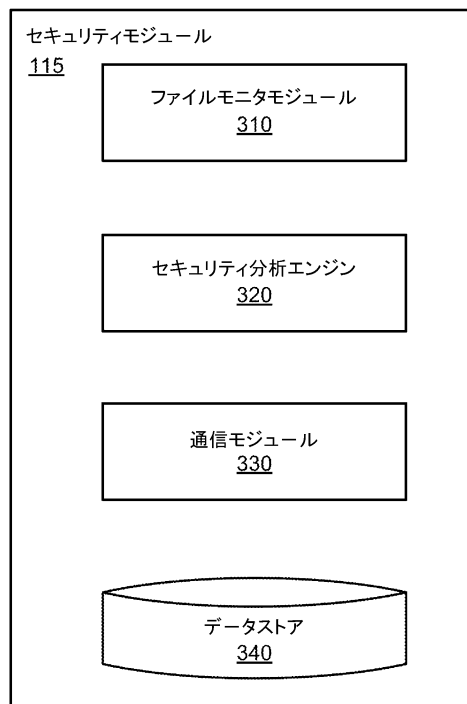 セキュリティモジュール
115
ファイルモニタモジュール
310
セキュリティ分析エンジン
320
通信モジュール
330
データストア
340